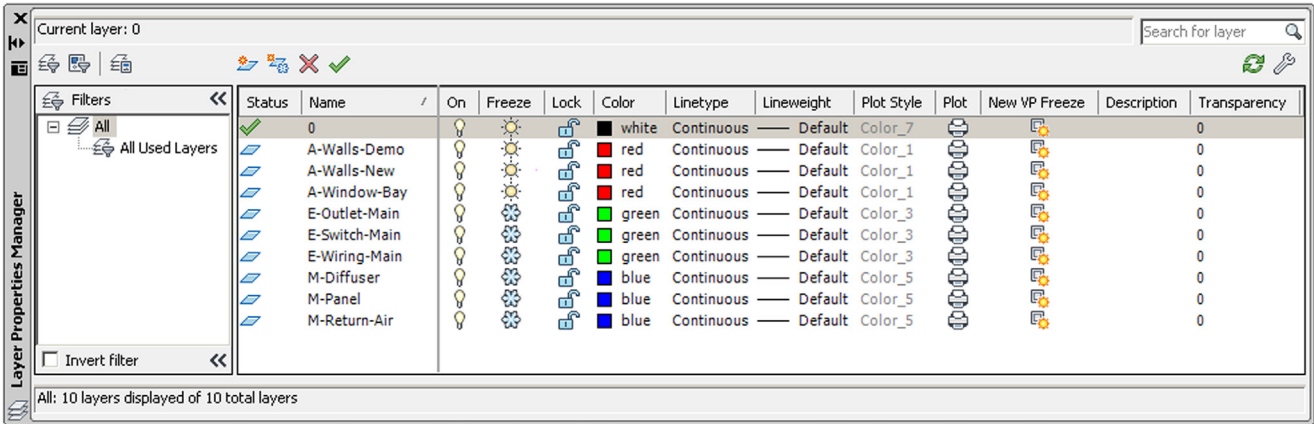 Current layer: 0
Search for layer
Filters
All
All Used Layers
Invert filter
Status Name On Freeze Lock Color Linetype Lineweight Plot Style Plot New VP Freeze Description Transparency
0 white Continuous Default Color_7 0
A-Walls-Demo red Continuous Default Color_1 0
A-Walls-New red Continuous Default Color_1 0
A-Window-Bay red Continuous Default Color_1 0
E-Outlet-Main green Continuous Default Color_3 0
E-Switch-Main green Continuous Default Color_3 0
E-Wiring-Main green Continuous Default Color_3 0
M-Diffuser blue Continuous Default Color_5 0
M-Panel blue Continuous Default Color_5 0
M-Return-Air blue Continuous Default Color_5 0
All: 10 layers displayed of 10 total layers
Layer Properties Manager